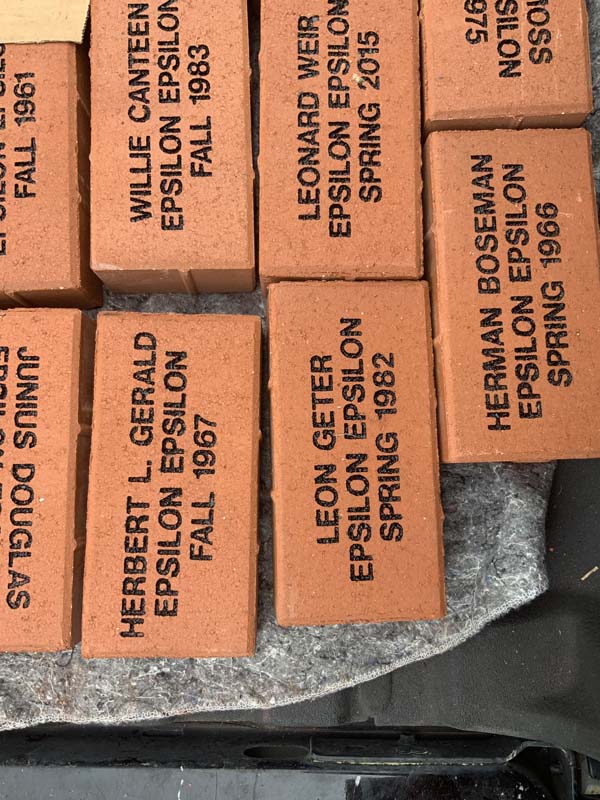 FALL 1961
WILLIE CANTEEN
EPSILON EPSILON
FALL 1983
LEONARD WEIR
EPSILON EPSILON
SPRING 2015
975
JUNIUS DOUGLAS
HERBERT L. GERALD
EPSILON EPSILON
FALL 1967
LEON GETER
EPSILON EPSILON
SPRING 1982
HERMAN BOSEMAN
EPSILON EPSILON
SPRING 1966